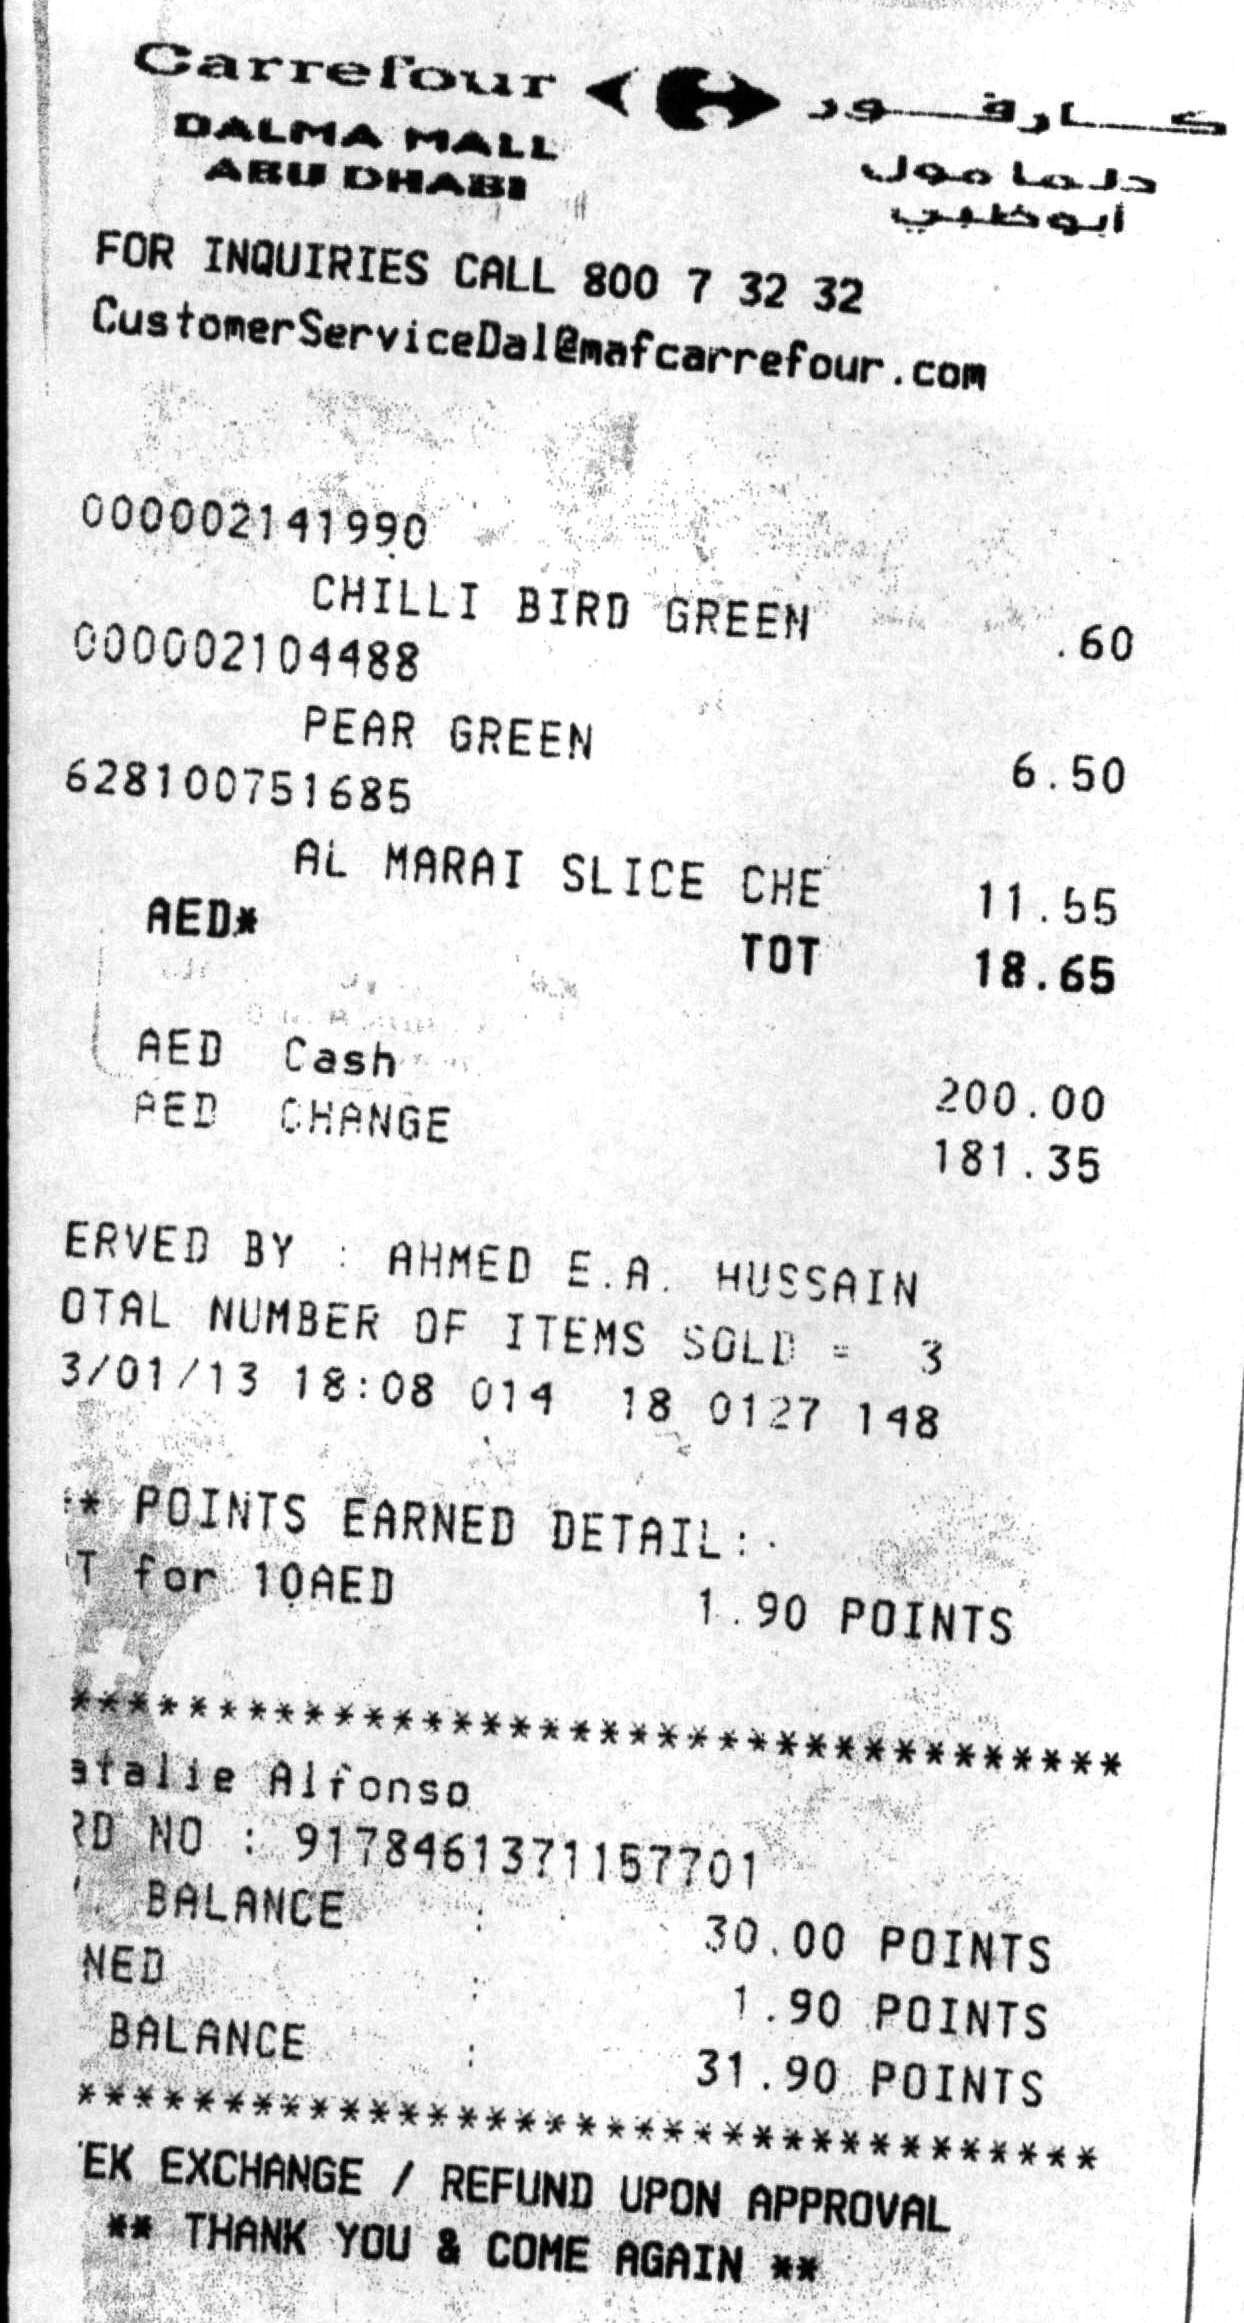 Carrefour كارفور
DALMA MALL دلما مول
ABU DHABI أبوظبي
FOR INQUIRIES CALL 800 7 32 32
CustomerServiceDal@mafcarrefour.com
000002141990
CHILLI BIRD GREEN .60
000002104488
PEAR GREEN 6.50
628100751685
AL MARAI SLICE CHE 11.55
AED* TOT 18.65
AED Cash 200.00
AED CHANGE 181.35
ERVED BY : AHMED E.A. HUSSAIN
OTAL NUMBER OF ITEMS SOLD = 3
3/01/13 18:08 014 18 0127 148
** POINTS EARNED DETAIL:
T for 10AED 1.90 POINTS
************************************
atalie Alfonso
RD NO : 9178461371157701
BALANCE : 30.00 POINTS
NED : 1.90 POINTS
BALANCE : 31.90 POINTS
***********************************
EK EXCHANGE / REFUND UPON APPROVAL
** THANK YOU & COME AGAIN **